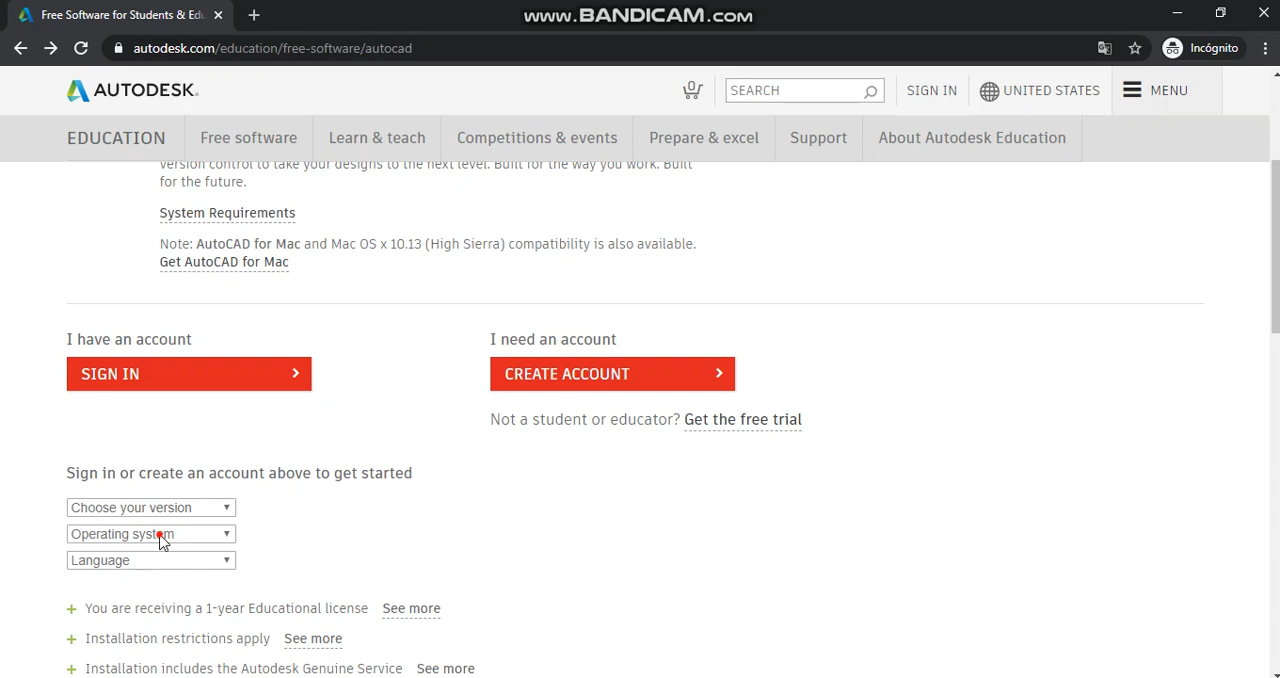 Free Software for Students & Edu
www.BANDICAM.com
autodesk.com/education/free-software/autocad
Incógnito
AUTODESK.
0
SEARCH
SIGN IN
UNITED STATES
MENU
EDUCATION
Free software
Learn & teach
Competitions & events
Prepare & excel
Support
About Autodesk Education
version control to take your designs to the next level. Built for the way you work. Built
for the future.
System Requirements
Note: AutoCAD for Mac and Mac OS x 10.13 (High Sierra) compatibility is also available.
Get AutoCAD for Mac
I have an account
I need an account
SIGN IN
CREATE ACCOUNT
Not a student or educator? Get the free trial
Sign in or create an account above to get started
Choose your version
Operating system
Language
+ You are receiving a 1-year Educational license See more
+ Installation restrictions apply See more
+ Installation includes the Autodesk Genuine Service See more